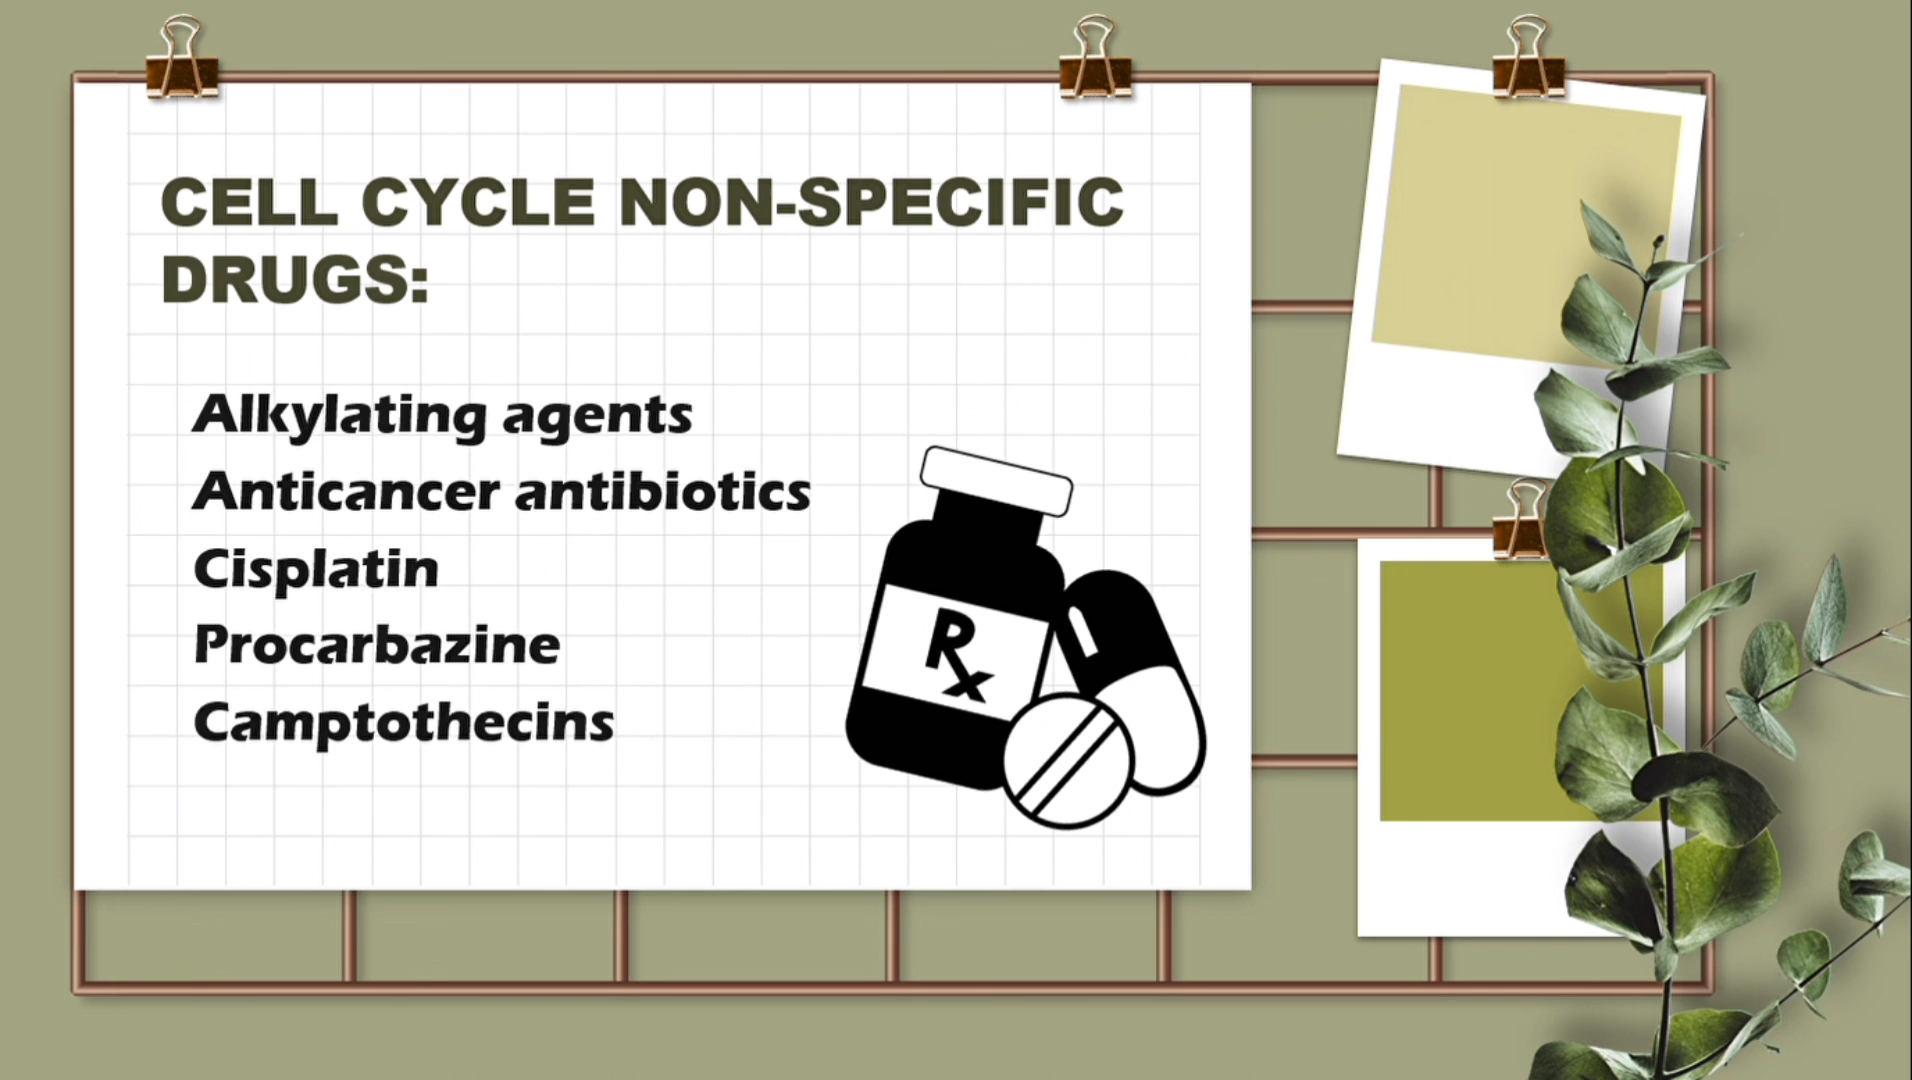 CELL CYCLE NON-SPECIFIC
DRUGS:
Alkylating agents
Anticancer antibiotics
Cisplatin
Procarbazine
Camptothecins
Rx